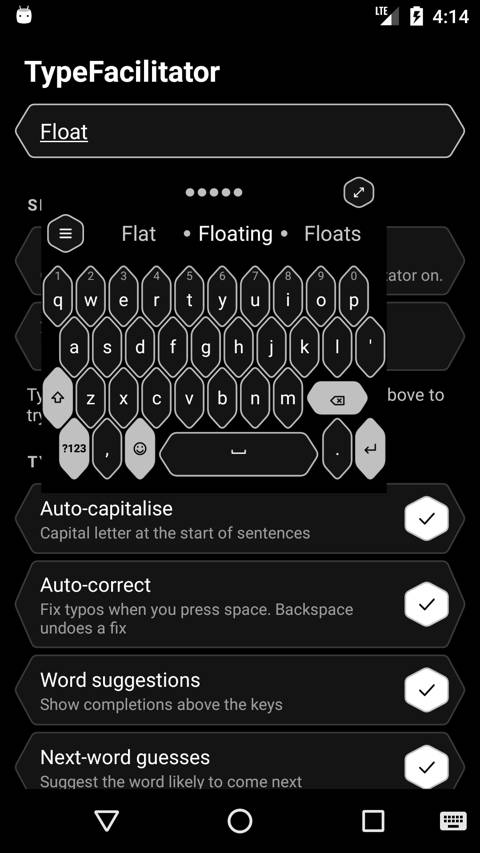 LTE 4:14
TypeFacilitator
Float
Flat • Floating • Floats
1 2 3 4 5 6 7 8 9 0
q w e r t y u i o p
ator on.
a s d f g h j k l '
z x c v b n m
bove to
?123 , .
Auto-capitalise
Capital letter at the start of sentences
Auto-correct
Fix typos when you press space. Backspace
undoes a fix
Word suggestions
Show completions above the keys
Next-word guesses
Suggest the word likely to come next